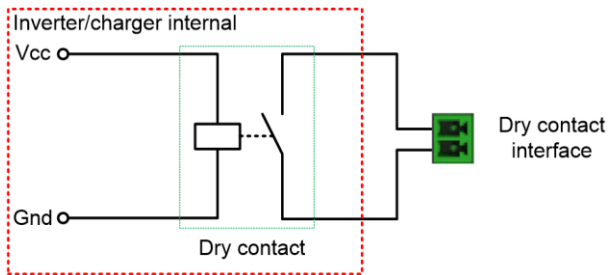 Inverter/charger internal
Vcc
Dry contact
interface
Gnd
Dry contact